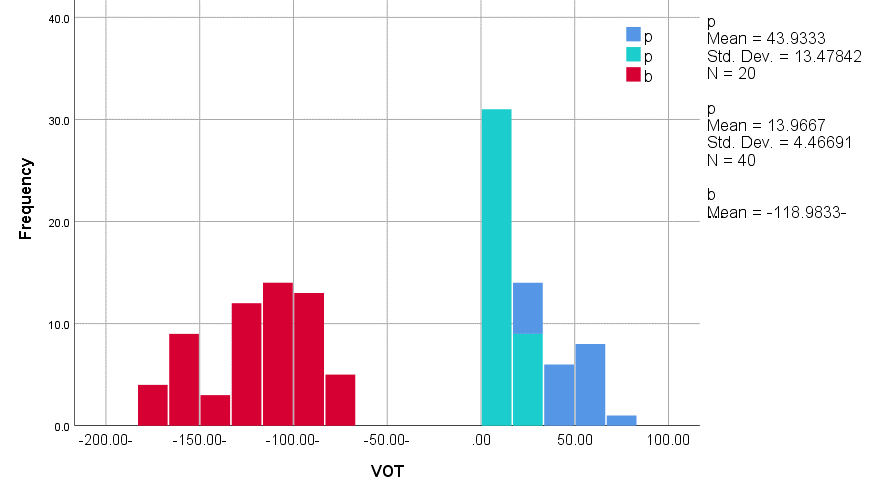 40.0
30.0
20.0
10.0
0.0
Frequency
-200.00-
-150.00-
-100.00-
-50.00-
.00
50.00
100.00
VOT
p
p
b
p
Mean = 43.9333
Std. Dev. = 13.47842
N = 20
p
Mean = 13.9667
Std. Dev. = 4.46691
N = 40
b
Mean = -118.9833-